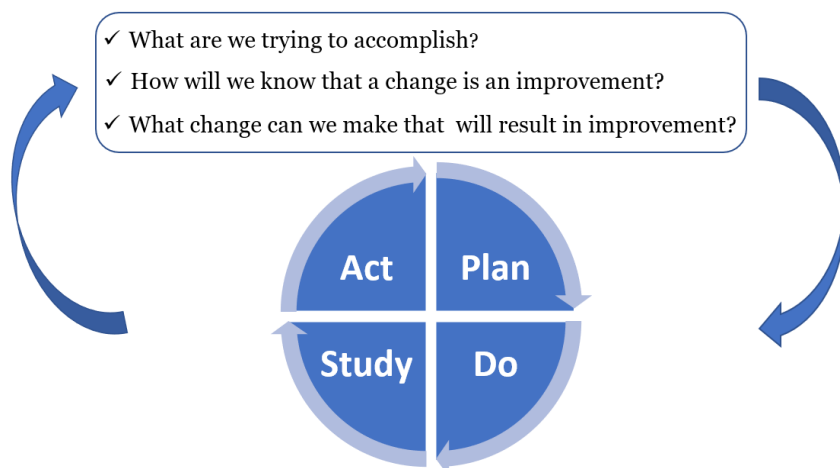 ✓ What are we trying to accomplish?
✓ How will we know that a change is an improvement?
✓ What change can we make that will result in improvement?
Act Plan
Study Do